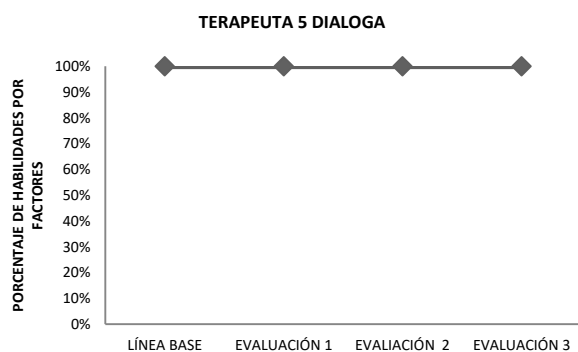 TERAPEUTA 5 DIALOGA
PORCENTAJE DE HABILIDADES POR
FACTORES
100%
90%
80%
70%
60%
50%
40%
30%
20%
10%
0%
LÍNEA BASE EVALUACIÓN 1 EVALIACIÓN 2 EVALUACIÓN 3